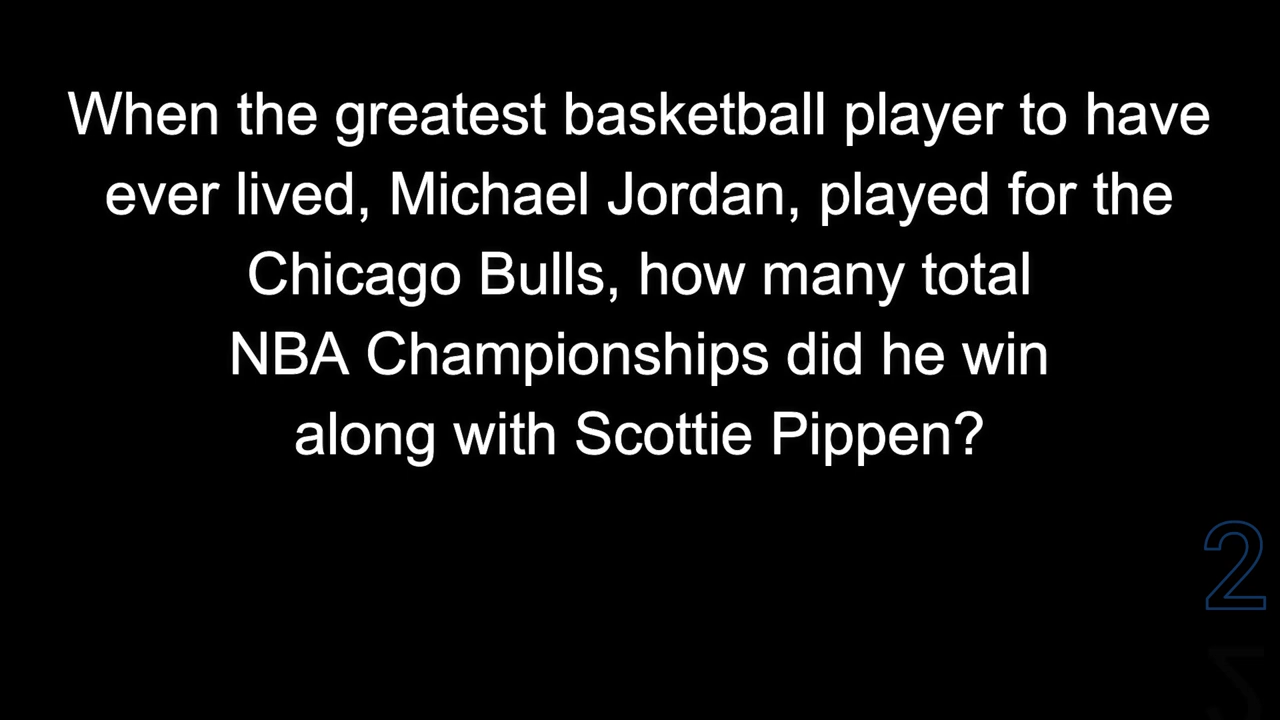 When the greatest basketball player to have
ever lived, Michael Jordan, played for the
Chicago Bulls, how many total
NBA Championships did he win
along with Scottie Pippen?
2